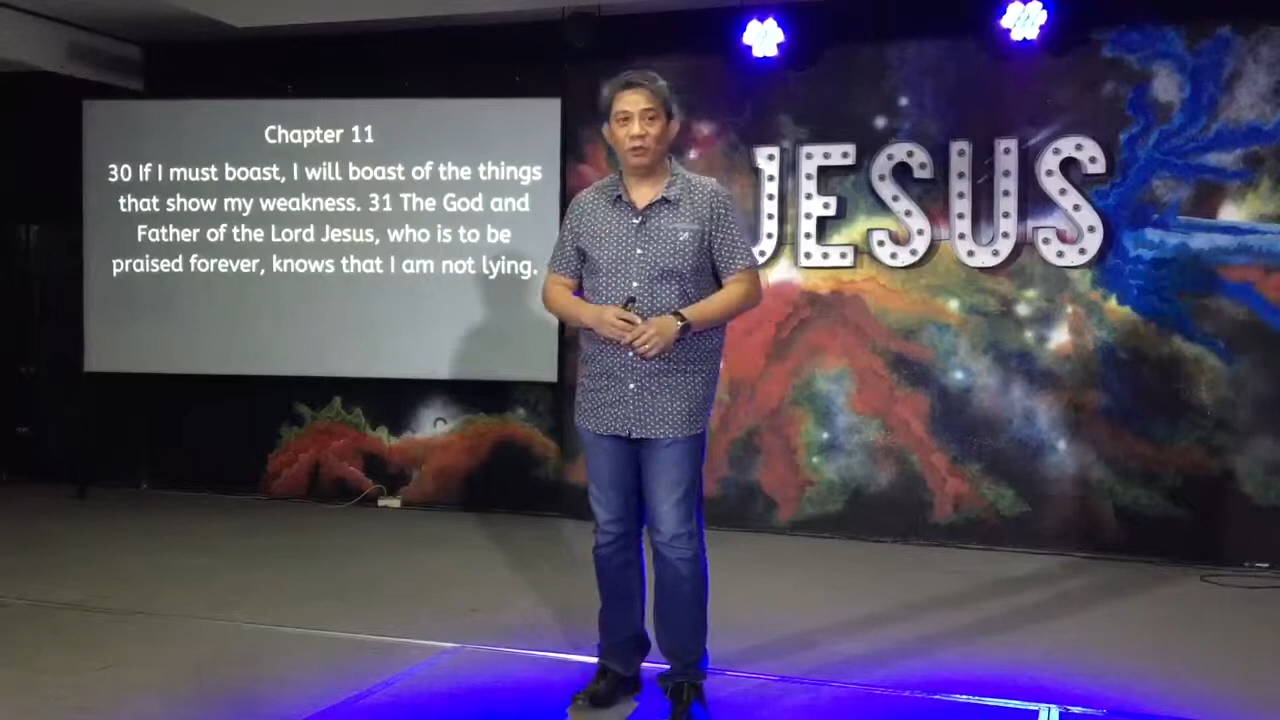 Chapter 11
30 If I must boast, I will boast of the things
that show my weakness. 31 The God and
Father of the Lord Jesus, who is to be
praised forever, knows that I am not lying.
JESUS